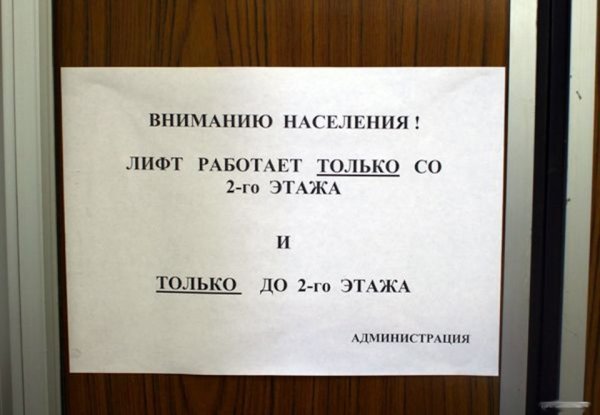 ВНИМАНИЮ НАСЕЛЕНИЯ!
ЛИФТ РАБОТАЕТ ТОЛЬКО СО
2-го ЭТАЖА
И
ТОЛЬКО ДО 2-го ЭТАЖА
АДМИНИСТРАЦИЯ